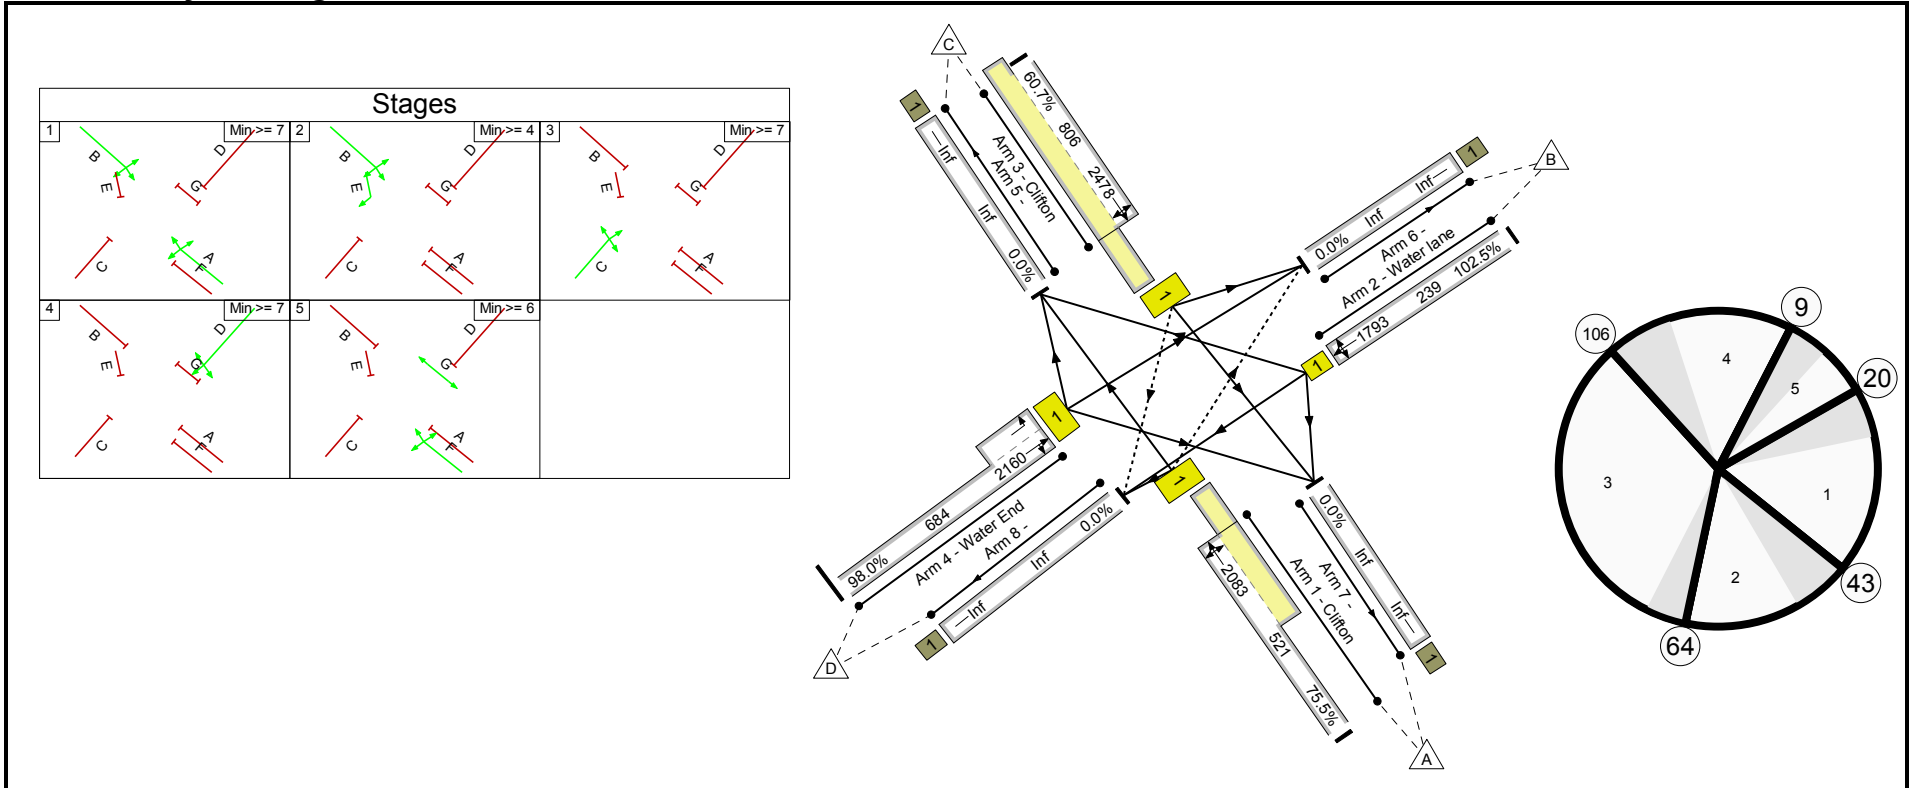 Stages
1
Min >= 7
B
D
E
G
C
A
F
2
Min >= 4
B
D
E
G
C
A
F
3
Min >= 7
B
D
E
G
C
A
F
4
Min >= 7
B
D
E
G
C
A
F
5
Min >= 6
B
D
E
G
C
A
F
C
1
Inf
Inf
0.0%
Arm 5 -
Arm 3 - Clifton
60.7%
806
2478
1
B
1
Inf
Inf
0.0%
Arm 6 -
Arm 2 - Water lane
1793
239
102.5%
1
1
2160
684
98.0%
Arm 4 - Water End
Arm 8 -
Inf
Inf
0.0%
1
D
1
2083
521
75.5%
Arm 1 - Clifton
Arm 7 -
0.0%
Inf
Inf
1
A
106
9
20
43
64
4
5
1
2
3